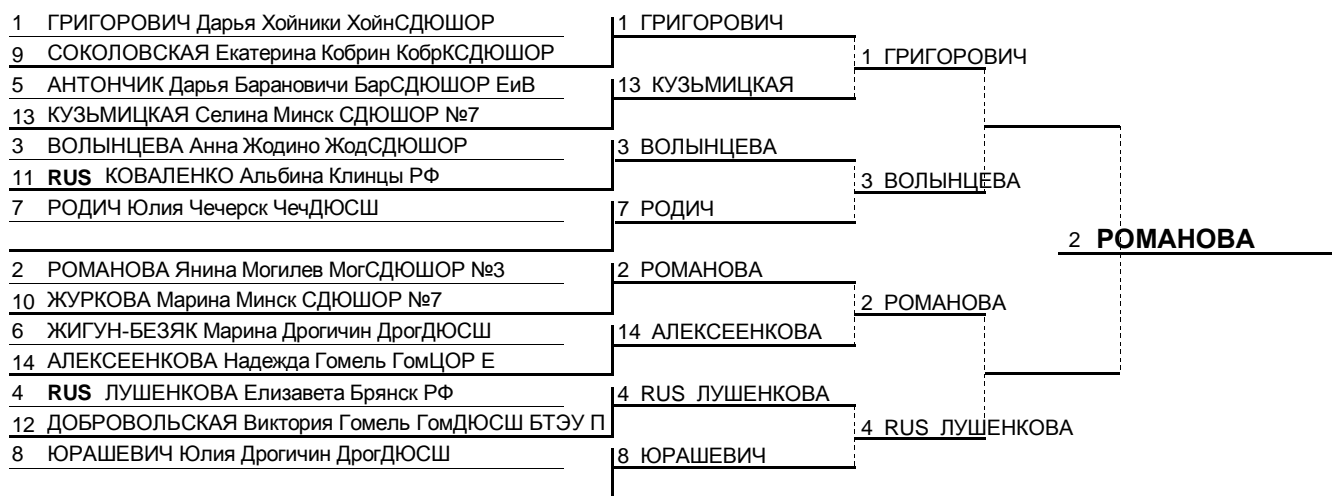 1 ГРИГОРОВИЧ Дарья Хойники ХойнСДЮШОР
9 СОКОЛОВСКАЯ Екатерина Кобрин КобрКСДЮШОР
5 АНТОНЧИК Дарья Барановичи БарСДЮШОР ЕиВ
13 КУЗЬМИЦКАЯ Селина Минск СДЮШОР №7
3 ВОЛЫНЦЕВА Анна Жодино ЖодСДЮШОР
11 RUS КОВАЛЕНКО Альбина Клинцы РФ
7 РОДИЧ Юлия Чечерск ЧечДЮСШ
2 РОМАНОВА Янина Могилев МогСДЮШОР №3
10 ЖУРКОВА Марина Минск СДЮШОР №7
6 ЖИГУН-БЕЗЯК Марина Дрогичин ДрогДЮСШ
14 АЛЕКСЕЕНКОВА Надежда Гомель ГомЦОР Е
4 RUS ЛУШЕНКОВА Елизавета Брянск РФ
12 ДОБРОВОЛЬСКАЯ Виктория Гомель ГомДЮСШ БТЭУ П
8 ЮРАШЕВИЧ Юлия Дрогичин ДрогДЮСШ
1 ГРИГОРОВИЧ
13 КУЗЬМИЦКАЯ
3 ВОЛЫНЦЕВА
7 РОДИЧ
2 РОМАНОВА
14 АЛЕКСЕЕНКОВА
4 RUS ЛУШЕНКОВА
8 ЮРАШЕВИЧ
1 ГРИГОРОВИЧ
3 ВОЛЫНЦЕВА
2 РОМАНОВА
4 RUS ЛУШЕНКОВА
2 РОМАНОВА